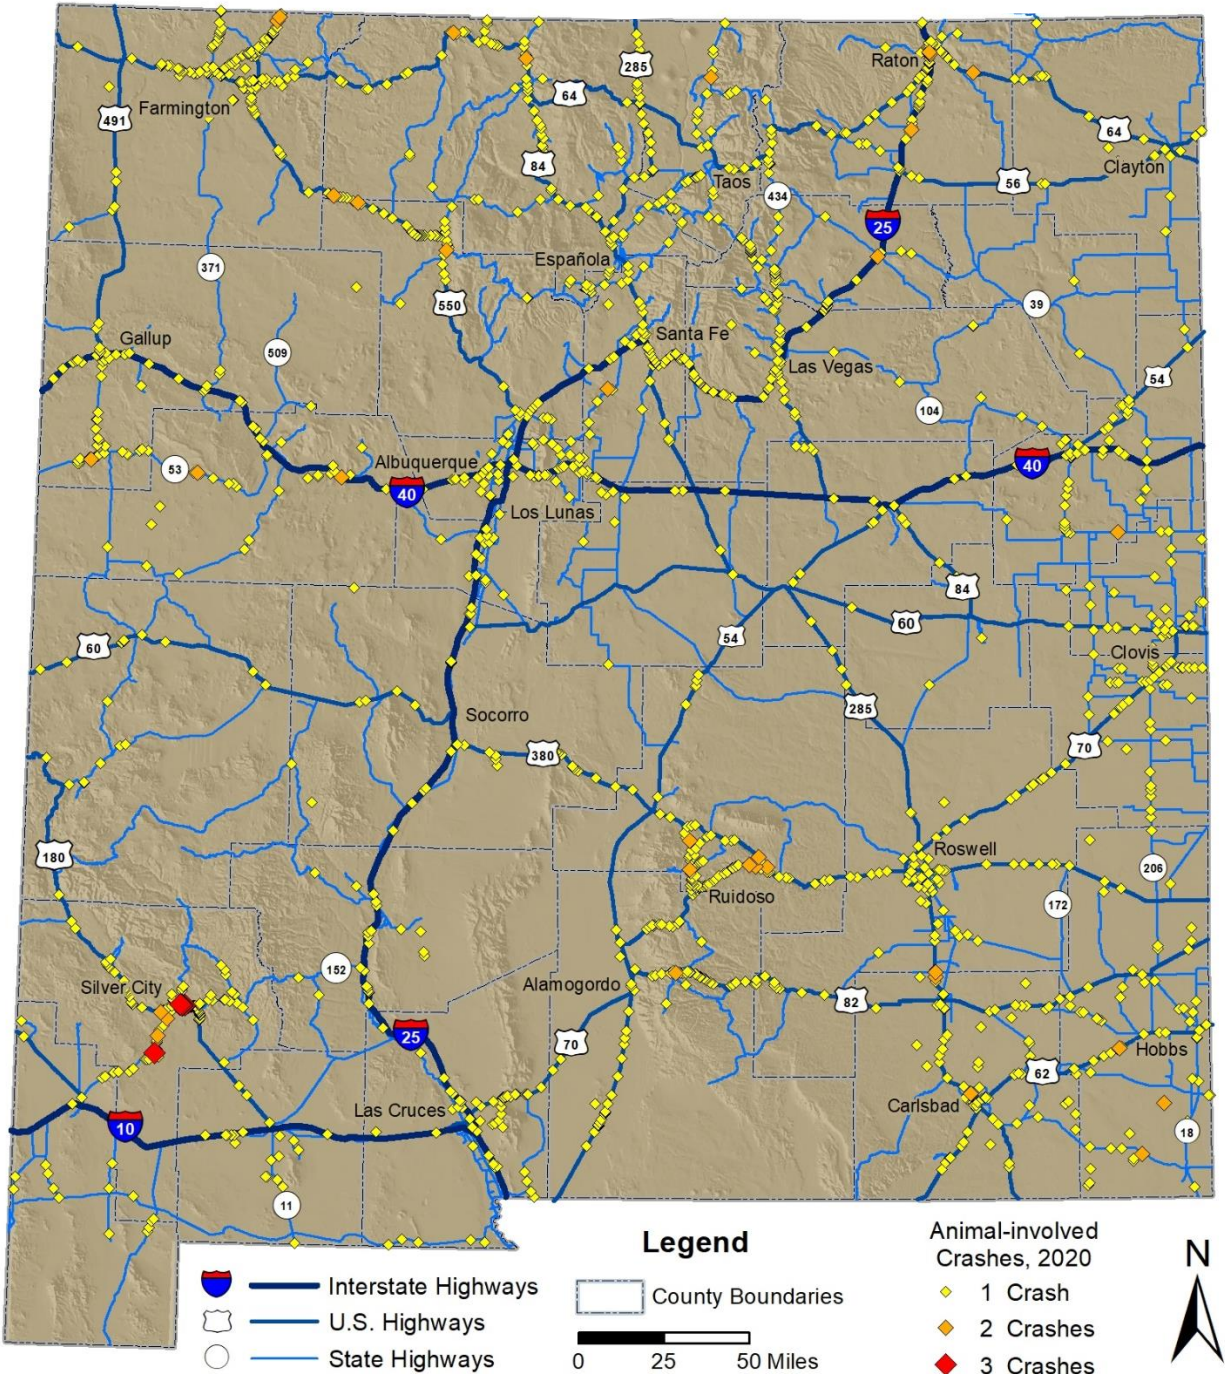 285
Raton
64
Farmington
491
64
84
Clayton
Taos
56
434
25
Española
371
550
39
Gallup
Santa Fe
509
Las Vegas
54
104
Albuquerque
53
40
40
Los Lunas
84
60
54
60
Clovis
285
Socorro
380
70
180
Roswell
206
Ruidoso
172
152
Silver City
Alamogordo
82
25
70
Hobbs
62
Las Cruces
Carlsbad
10
18
11
Legend
Interstate Highways
U.S. Highways
State Highways
County Boundaries
0 25 50 Miles
Animal-involved
Crashes, 2020
1 Crash
2 Crashes
3 Crashes
N